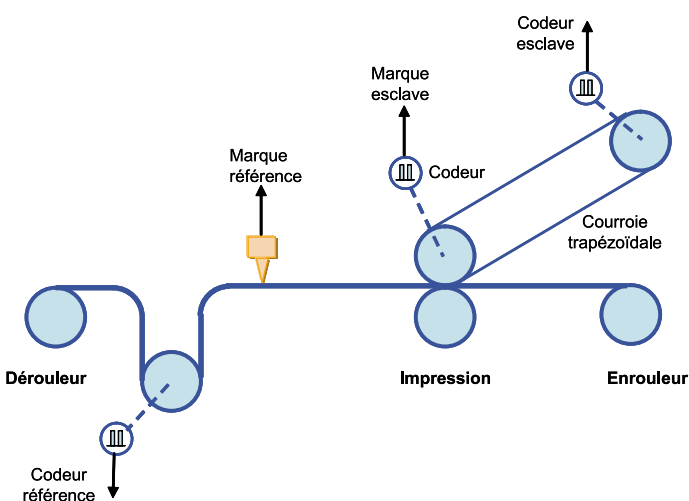 Codeur
esclave
Marque
esclave
Codeur
Marque
référence
Courroie
trapézoïdale
Dérouleur
Impression
Enrouleur
Codeur
référence